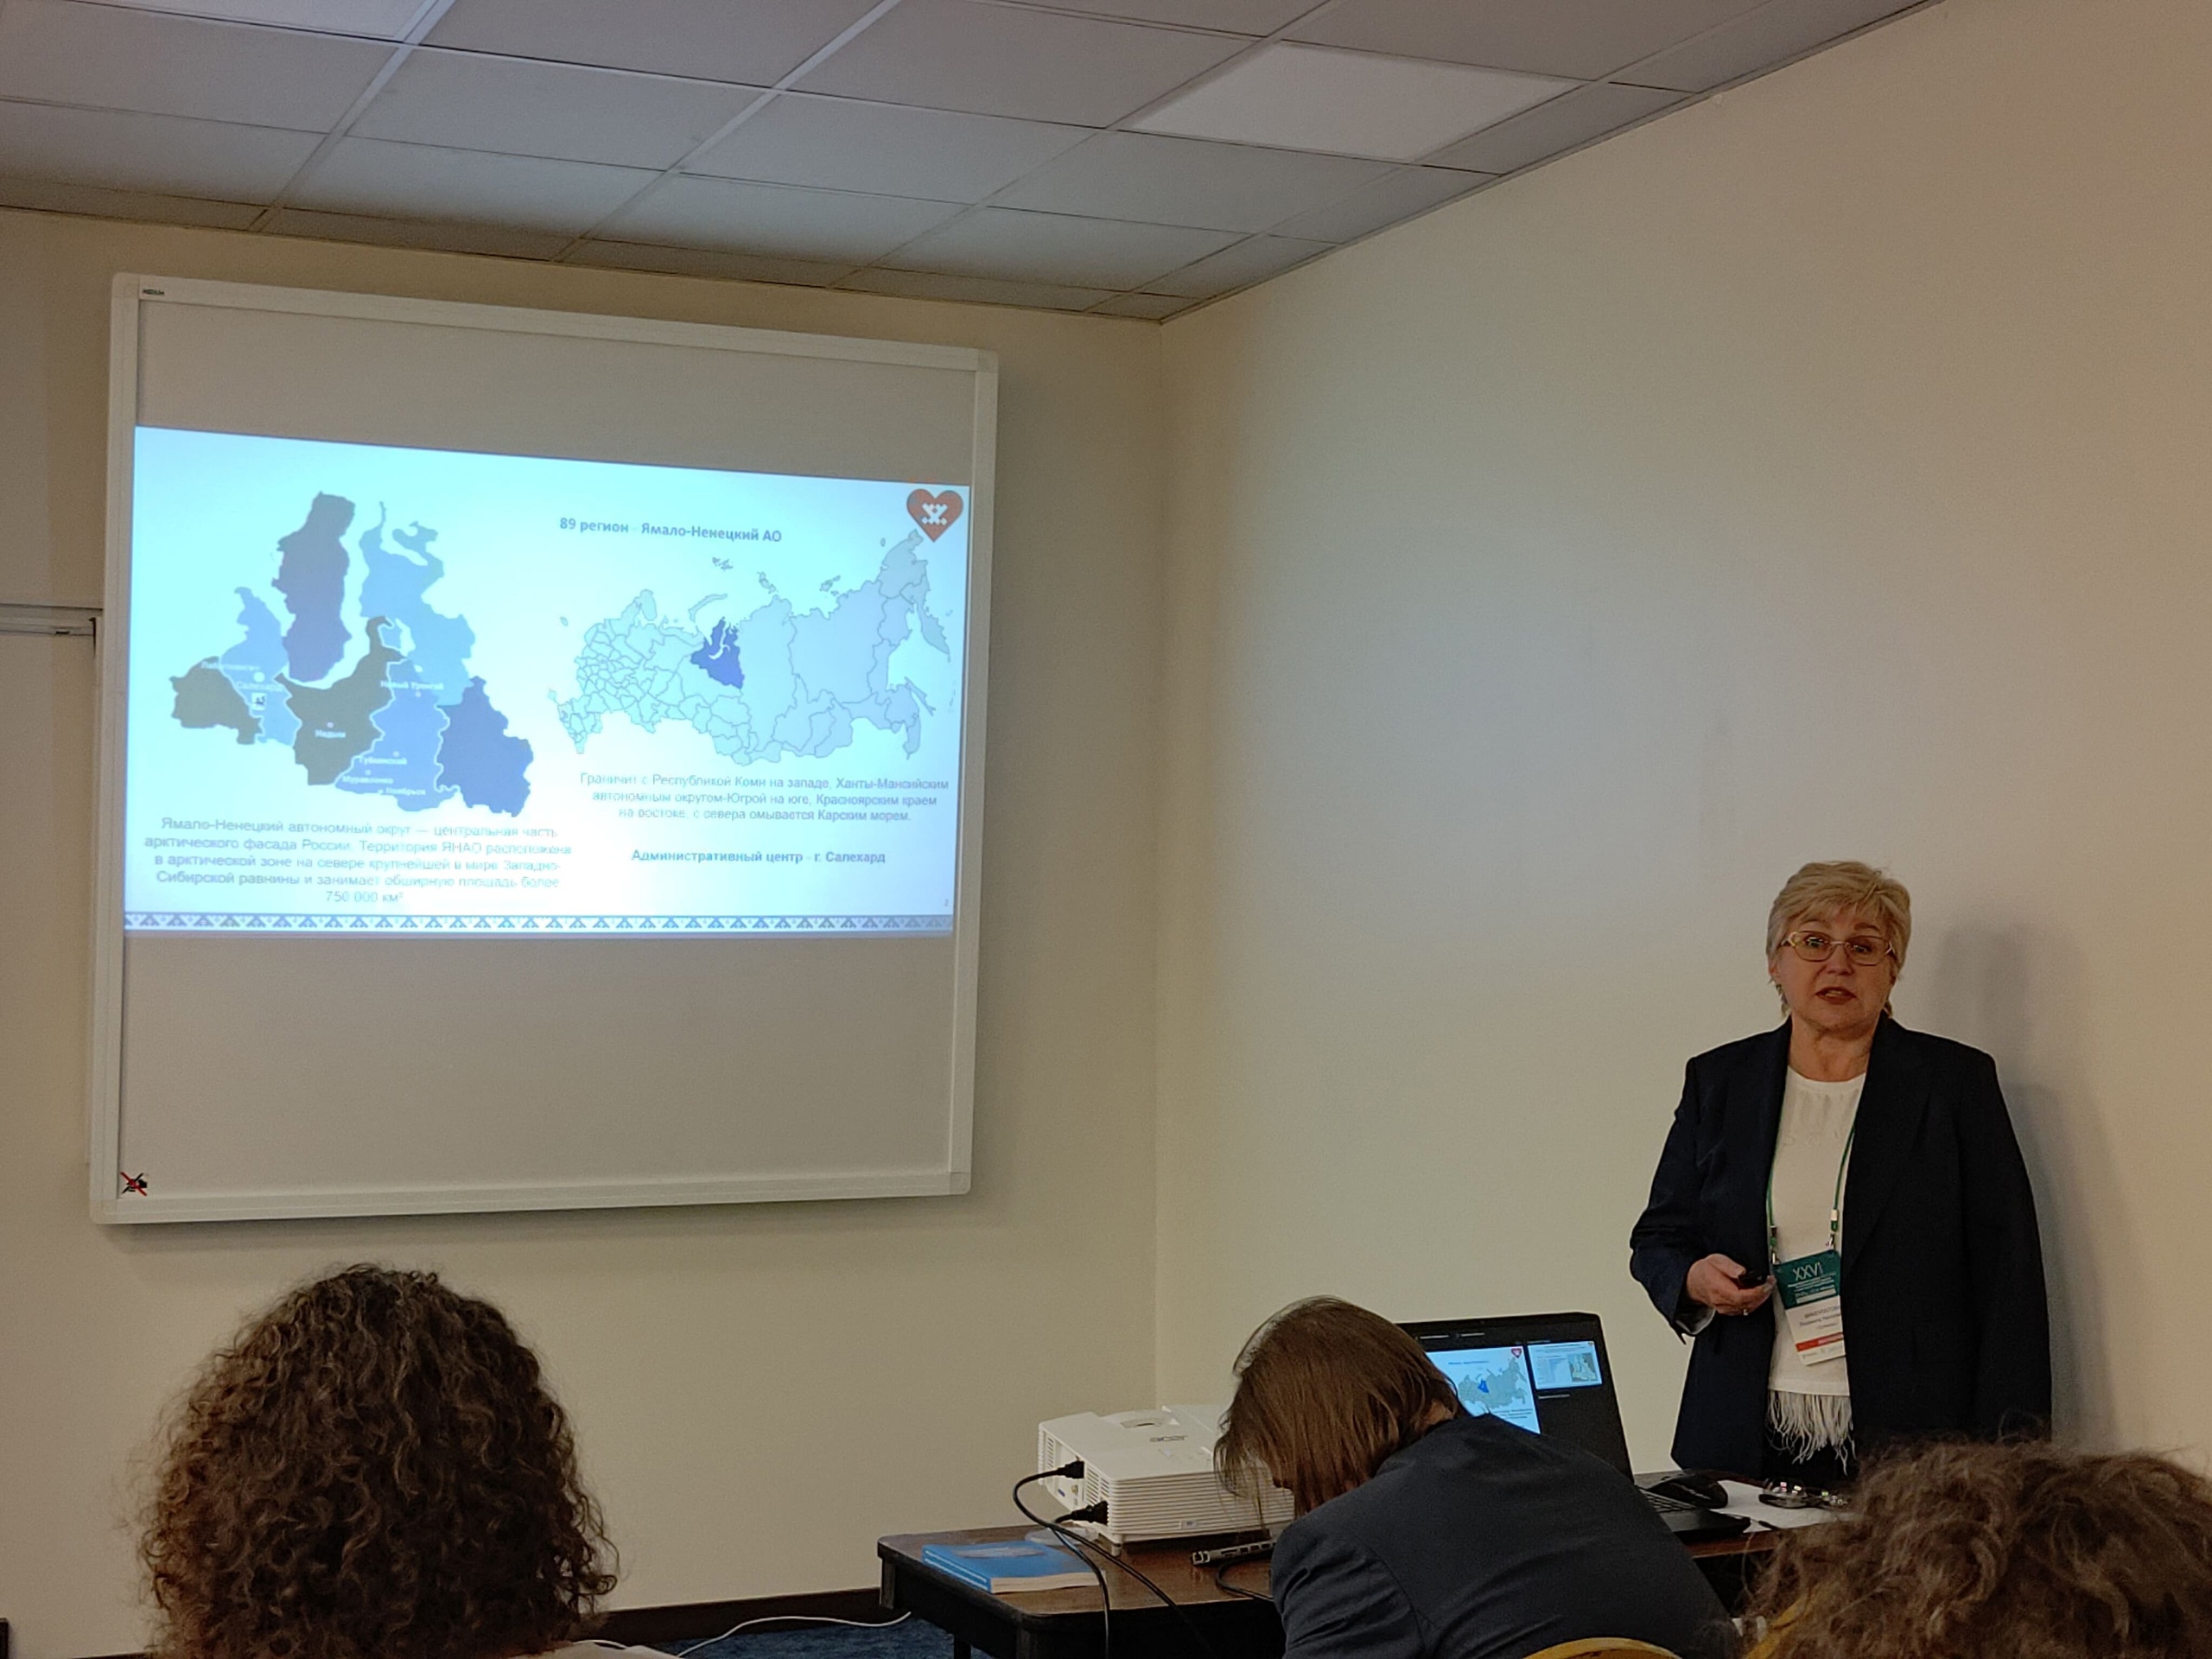 89 регион - Ямало-Ненецкий АО
Лабытнанги
Салехард
Новый Уренгой
Надым
Губкинский
Муравленко
Ноябрьск
Граничит с Республикой Коми на западе, Ханты-Мансийским
автономным округом-Югрой на юге, Красноярским краем
на востоке, с севера омывается Карским морем.
Административный центр - г. Салехард
Ямало-Ненецкий автономный округ — центральная часть
арктического фасада России. Территория ЯНАО расположена
в арктической зоне на севере крупнейшей в мире Западно-
Сибирской равнины и занимает обширную площадь более
750 000 км²
2
XXVI
acer